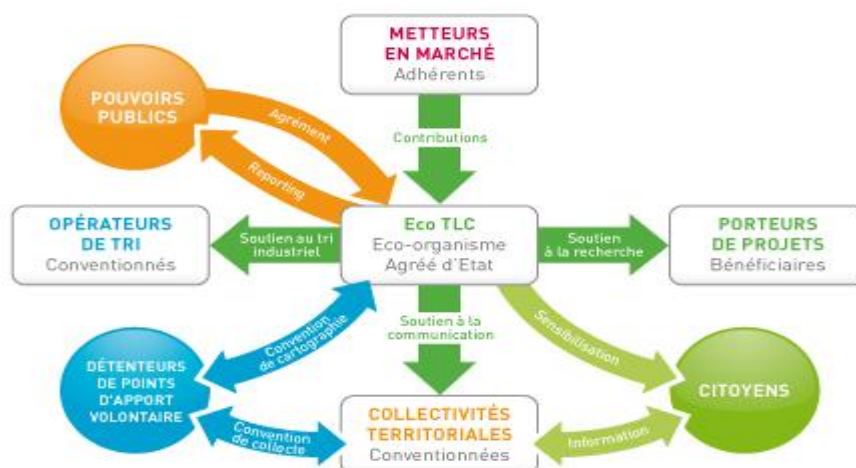 METTEURS
EN MARCHÉ
Adhérents
POUVOIRS
PUBLICS
Agrément
Reporting
Contributions
OPÉRATEURS
DE TRI
Conventionnés
Soutien au tri
industriel
Eco TLC
Eco-organisme
Agréé d'Etat
Soutien
à la recherche
PORTEURS
DE PROJETS
Bénéficiaires
Convention
de cartographie
Soutien à la
communication
Sensibilisation
DÉTENTEURS
DE POINTS
D'APPORT
VOLONTAIRE
CITOYENS
Convention
de collecte
COLLECTIVITÉS
TERRITORIALES
Conventionnées
Information